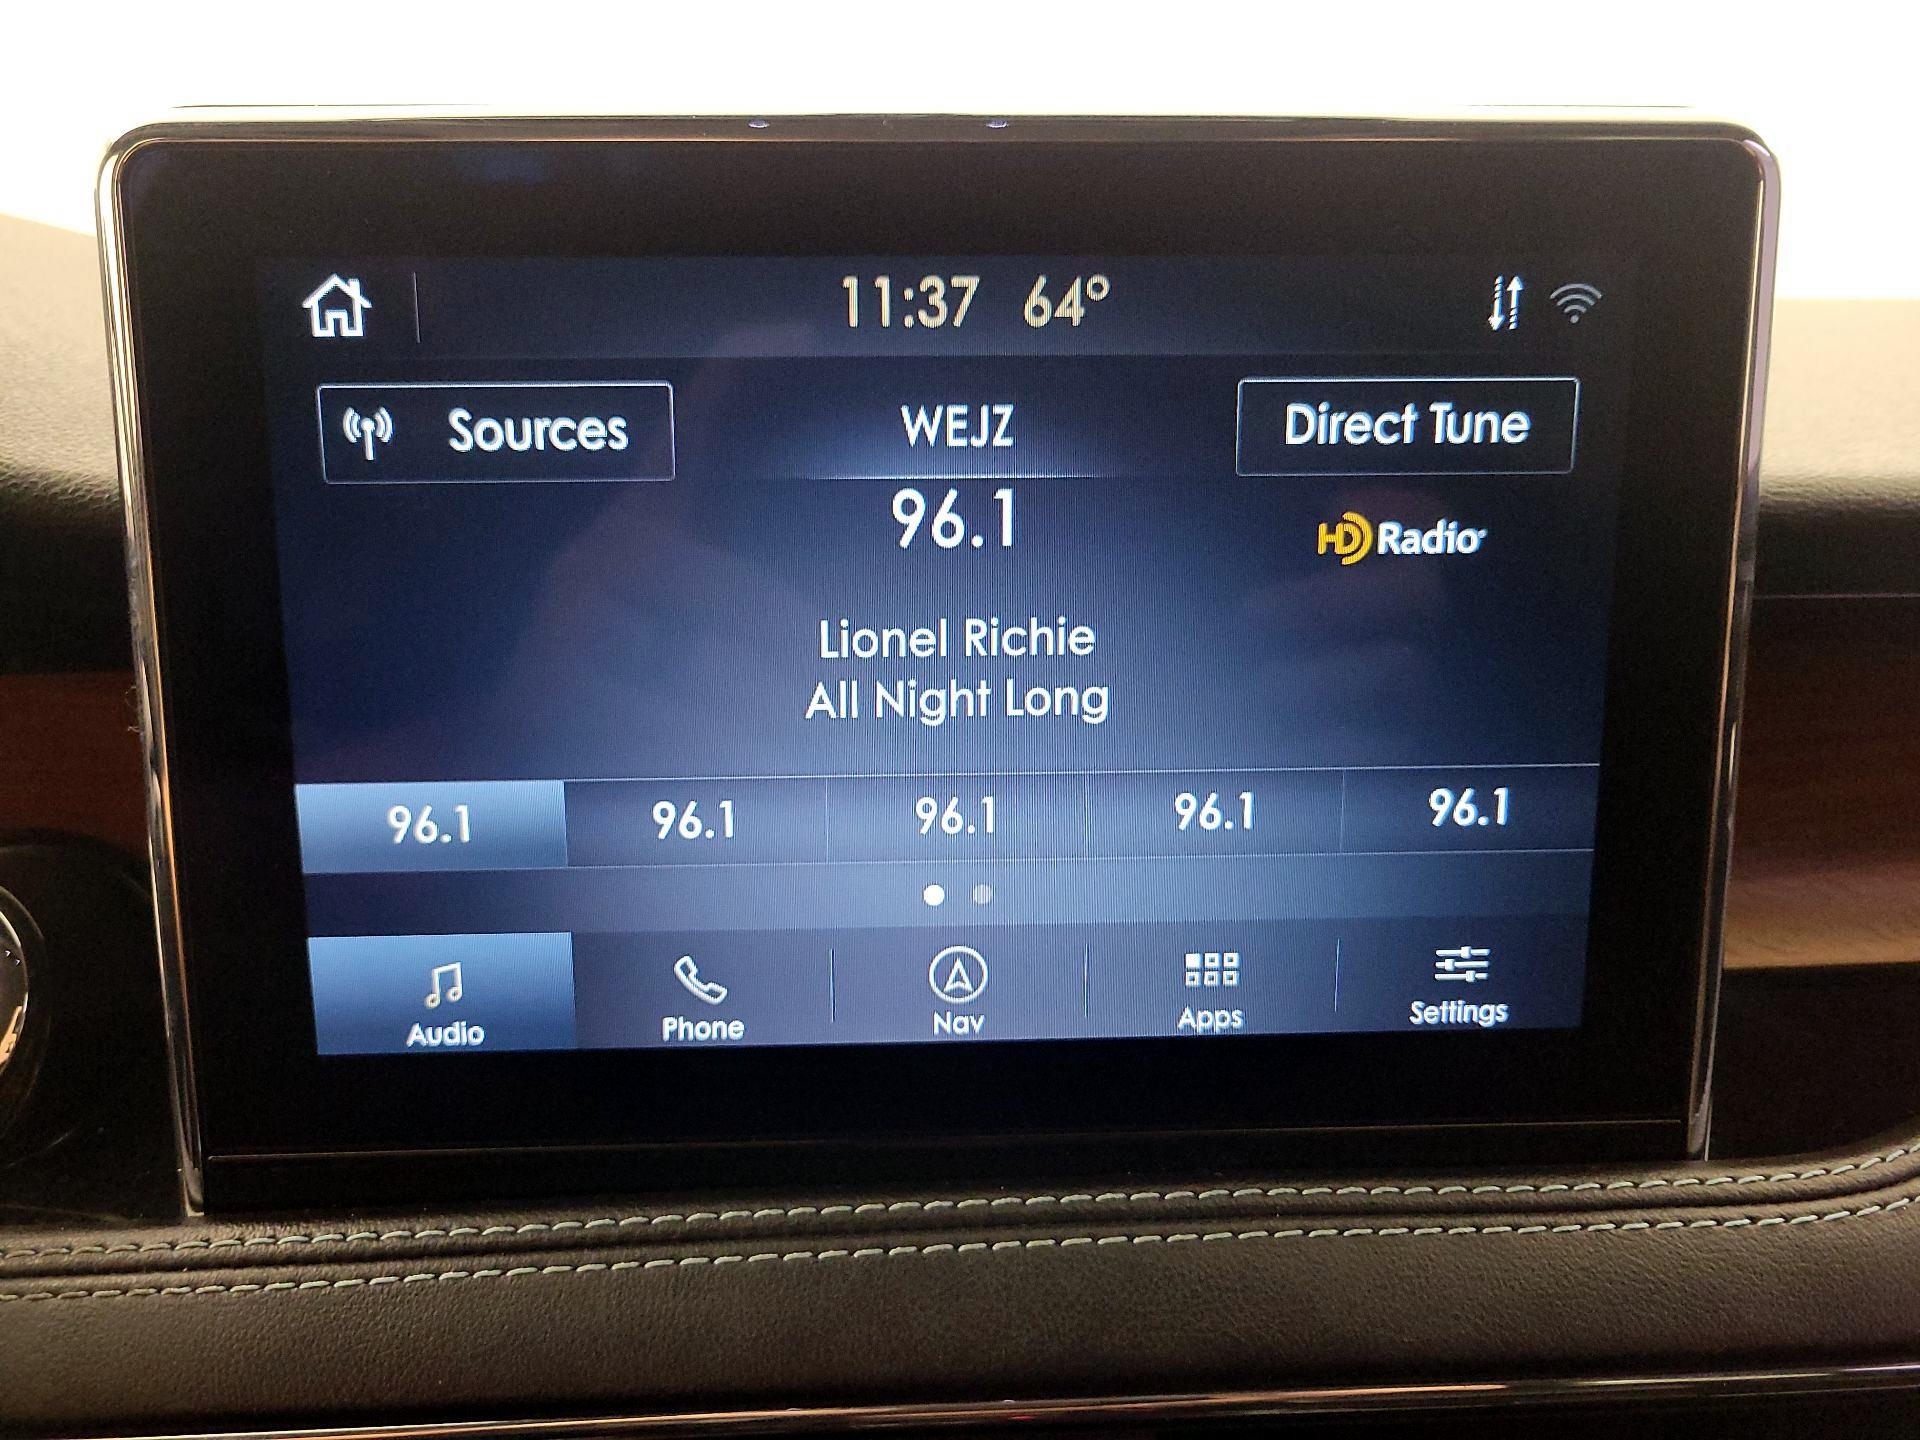 11:37 64°
Sources
WEJZ
Direct Tune
96.1
HD Radio
Lionel Richie
All Night Long
96.1 96.1 96.1 96.1 96.1
Audio Phone Nav Apps Settings